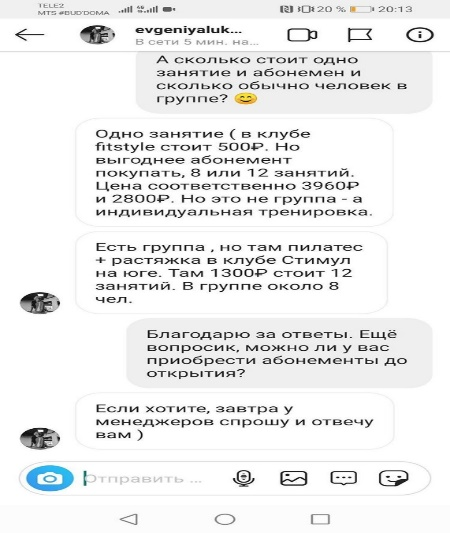 TELE2
MTS #BUD'DOMA
4G
20 %
20:13
evgeniyaluk...
В сети 5 мин. на...
А сколько стоит одно
занятие и абонемен и
сколько обычно человек в
группе? 😊
Одно занятие ( в клубе
fitstyle стоит 500₽. Но
выгоднее абонемент
покупать, 8 или 12 занятий.
Цена соответственно 3960₽
и 2800₽. Но это не группа - а
индивидуальная тренировка.
Есть группа , но там пилатес
+ растяжка в клубе Стимул
на юге. Там 1300₽ стоит 12
занятий. В группе около 8
чел.
Благодарю за ответы. Ещё
вопросик, можно ли у вас
приобрести абонементы до
открытия?
Если хотите, завтра у
менеджеров спрошу и отвечу
вам )
Отправить ...